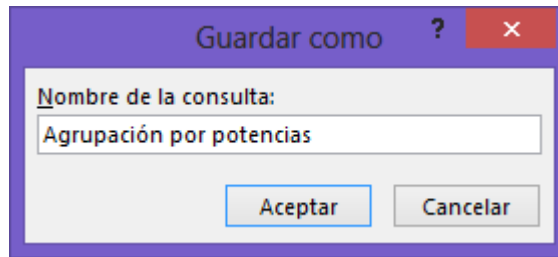 Guardar como ? ×
Nombre de la consulta:
Agrupación por potencias
Aceptar Cancelar